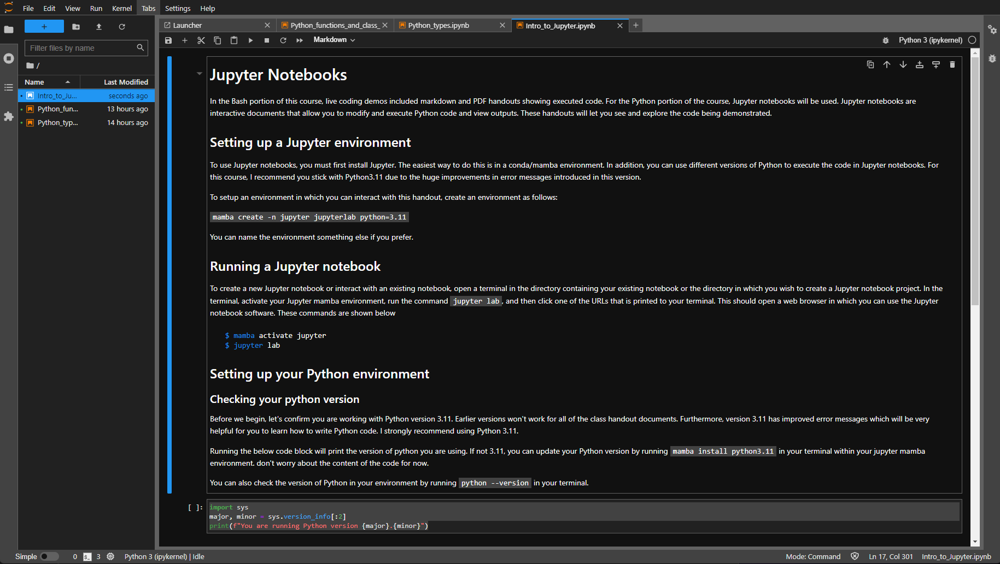 File Edit View Run Kernel Tabs Settings Help
Launcher
Python_functions_and_class_
Python_types.ipynb
Intro_to_Jupyter.ipynb
Markdown
Python 3 (ipykernel)
Filter files by name
/
Name Last Modified
Intro_to_Ju... seconds ago
Python_fun... 13 hours ago
Python_typ... 14 hours ago
Jupyter Notebooks
In the Bash portion of this course, live coding demos included markdown and PDF handouts showing executed code. For the Python portion of the course, Jupyter notebooks will be used. Jupyter notebooks are
interactive documents that allow you to modify and execute Python code and view outputs. These handouts will let you see and explore the code being demonstrated.
Setting up a Jupyter environment
To use Jupyter notebooks, you must first install Jupyter. The easiest way to do this is in a conda/mamba environment. In addition, you can use different versions of Python to execute the code in Jupyter notebooks. For
this course, I recommend you stick with Python3.11 due to the huge improvements in error messages introduced in this version.
To setup an environment in which you can interact with this handout, create an environment as follows:
mamba create -n jupyter jupyterlab python=3.11
You can name the environment something else if you prefer.
Running a Jupyter notebook
To create a new Jupyter notebook or interact with an existing notebook, open a terminal in the directory containing your existing notebook or the directory in which you wish to create a Jupyter notebook project. In the
terminal, activate your Jupyter mamba environment, run the command jupyter lab, and then click one of the URLs that is printed to your terminal. This should open a web browser in which you can use the Jupyter
notebook software. These commands are shown below
$ mamba activate jupyter
$ jupyter lab
Setting up your Python environment
Checking your python version
Before we begin, let's confirm you are working with Python version 3.11. Earlier versions won't work for all of the class handout documents. Furthermore, version 3.11 has improved error messages which will be very
helpful for you to learn how to write Python code. I strongly recommend using Python 3.11.
Running the below code block will print the version of python you are using. If not 3.11, you can update your Python version by running mamba install python3.11 in your terminal within your jupyter mamba
environment. don't worry about the content of the code for now.
You can also check the version of Python in your environment by running python --version in your terminal.
[ ]: import sys
major, minor = sys.version_info[:2]
print(f"You are running Python version {major}.{minor}")
Simple 0 $_ 3 Python 3 (ipykernel) | Idle
Mode: Command Ln 17, Col 301 Intro_to_Jupyter.ipynb